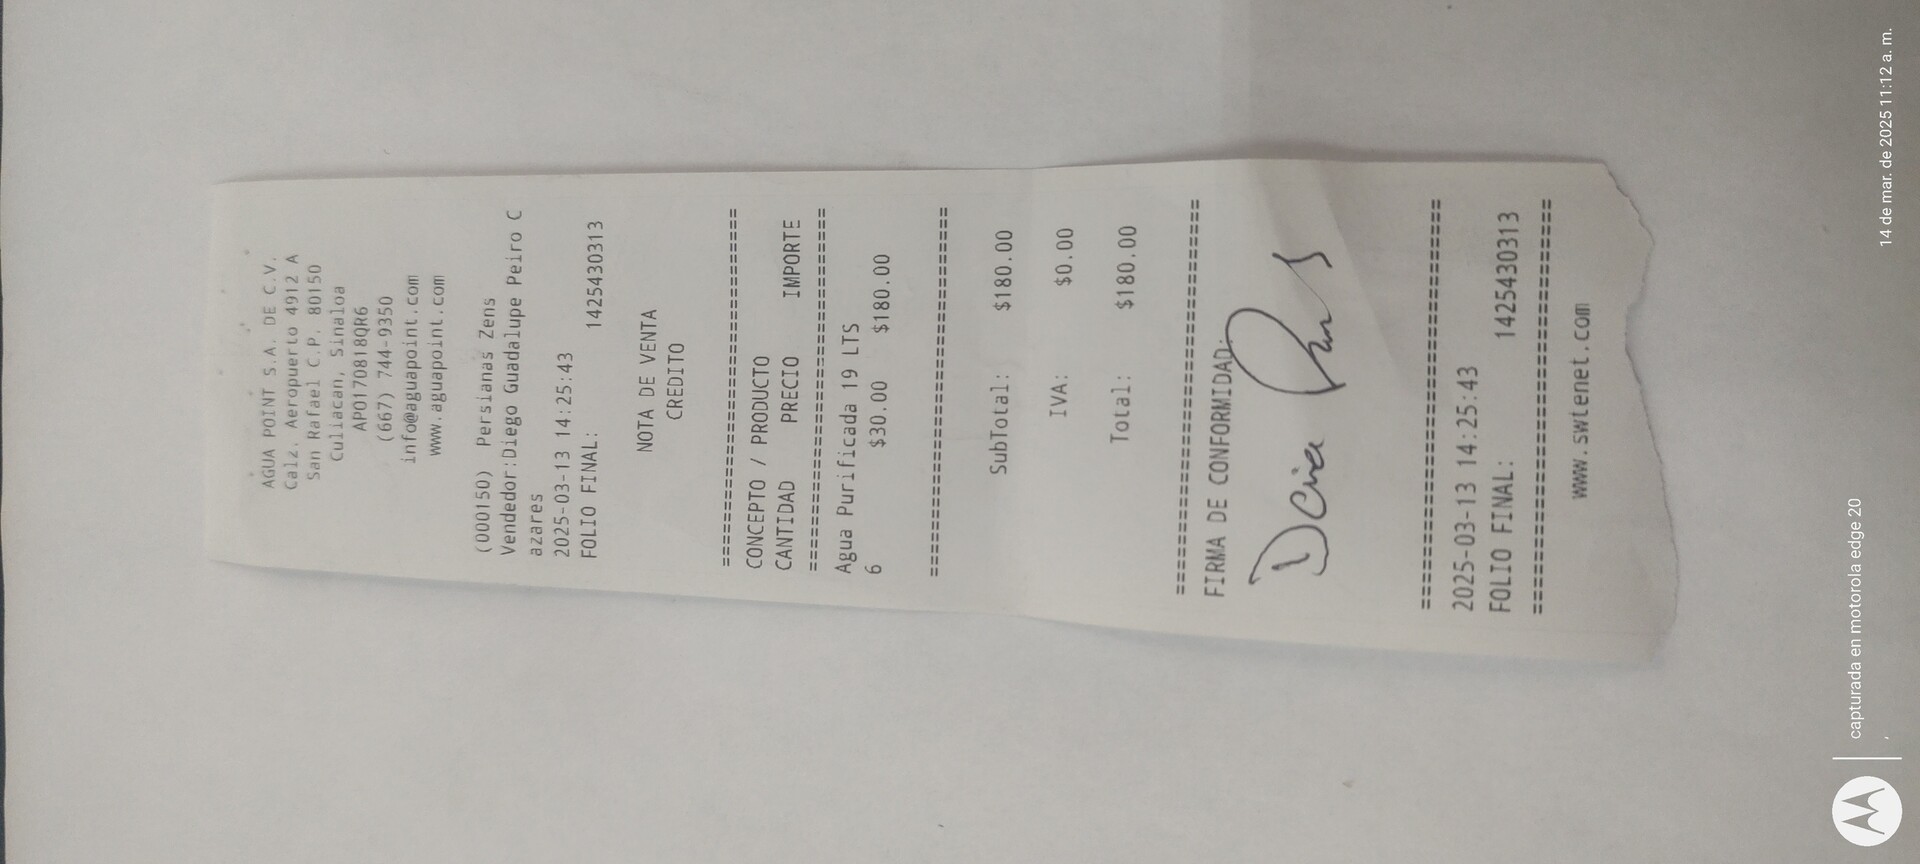 AGUA POINT S.A. DE C.V.
Calz. Aeropuerto 4912 A
San Rafael C.P. 80150
Culiacan, Sinaloa
APO170818QR6
(667) 744-9350
info@aguapoint.com
www.aguapoint.com
(000150) Persianas Zens
Vendedor:Diego Guadalupe Peiro C
azares
2025-03-13 14:25:43
FOLIO FINAL: 1425430313
NOTA DE VENTA
CREDITO
================================
CONCEPTO / PRODUCTO
CANTIDAD PRECIO IMPORTE
================================
Agua Purificada 19 LTS
6 $30.00 $180.00
================================
SubTotal: $180.00
IVA: $0.00
Total: $180.00
================================
FIRMA DE CONFORMIDAD:
================================
2025-03-13 14:25:43
FOLIO FINAL: 1425430313
================================
www.swtenet.com
capturada en motorola edge 20
14 de mar. de 2025 11:12 a. m.